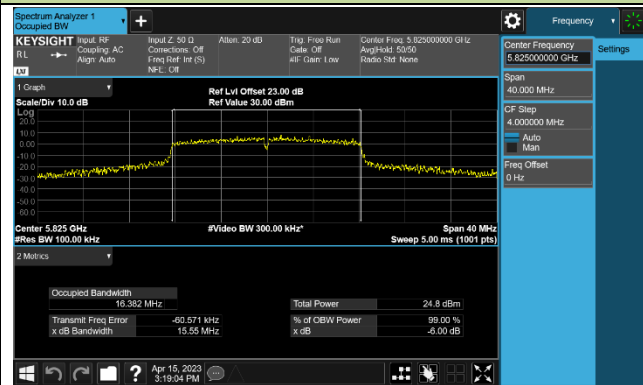 Spectrum Analyzer 1
Occupied BW
Frequency
KEYSIGHT
RL
LXI
Input: RF
Coupling: AC
Align: Auto
Input Z: 50 Ω
Corrections: Off
Freq Ref: Int (S)
NFE: Off
Atten: 20 dB
Trig: Free Run
Gate: Off
#IF Gain: Low
Center Freq: 5.825000000 GHz
Avg|Hold: 50/50
Radio Std: None
Center Frequency
5.825000000 GHz
Settings
Span
40.000 MHz
CF Step
4.000000 MHz
Auto
Man
Freq Offset
0 Hz
1 Graph
Scale/Div 10.0 dB
Ref Lvl Offset 23.00 dB
Ref Value 30.00 dBm
Log
20.0
10.0
0.00
-10.0
-20.0
-30.0
-40.0
-50.0
-60.0
Center 5.825 GHz
#Video BW 300.00 kHz*
Span 40 MHz
#Res BW 100.00 kHz
Sweep 5.00 ms (1001 pts)
2 Metrics
Occupied Bandwidth
16.382 MHz
Total Power 24.8 dBm
Transmit Freq Error -60.571 kHz
% of OBW Power 99.00 %
x dB Bandwidth 15.55 MHz
x dB -6.00 dB
?
Apr 15, 2023
3:19:04 PM